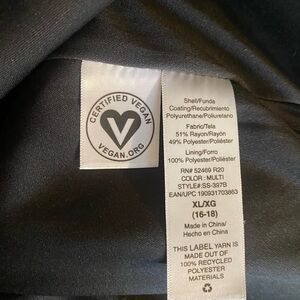 CERTIFIED VEGAN
V
VEGAN.ORG
Shell/Funda
Coating/Recubrimiento
Polyurethane/Poliuretano
Fabric/Tela
51% Rayon/Rayón
49% Polyester/Poliéster
Lining/Forro
100% Polyester/Poliéster
RN# 52469 R20
COLOR : MULTI
STYLE#:SS-397B
EAN/UPC 190931703863
XL/XG
(16-18)
Made in China/
Hecho en China
THIS LABEL YARN IS
MADE OUT OF
100% RECYCLED
POLYESTER
MATERIALS